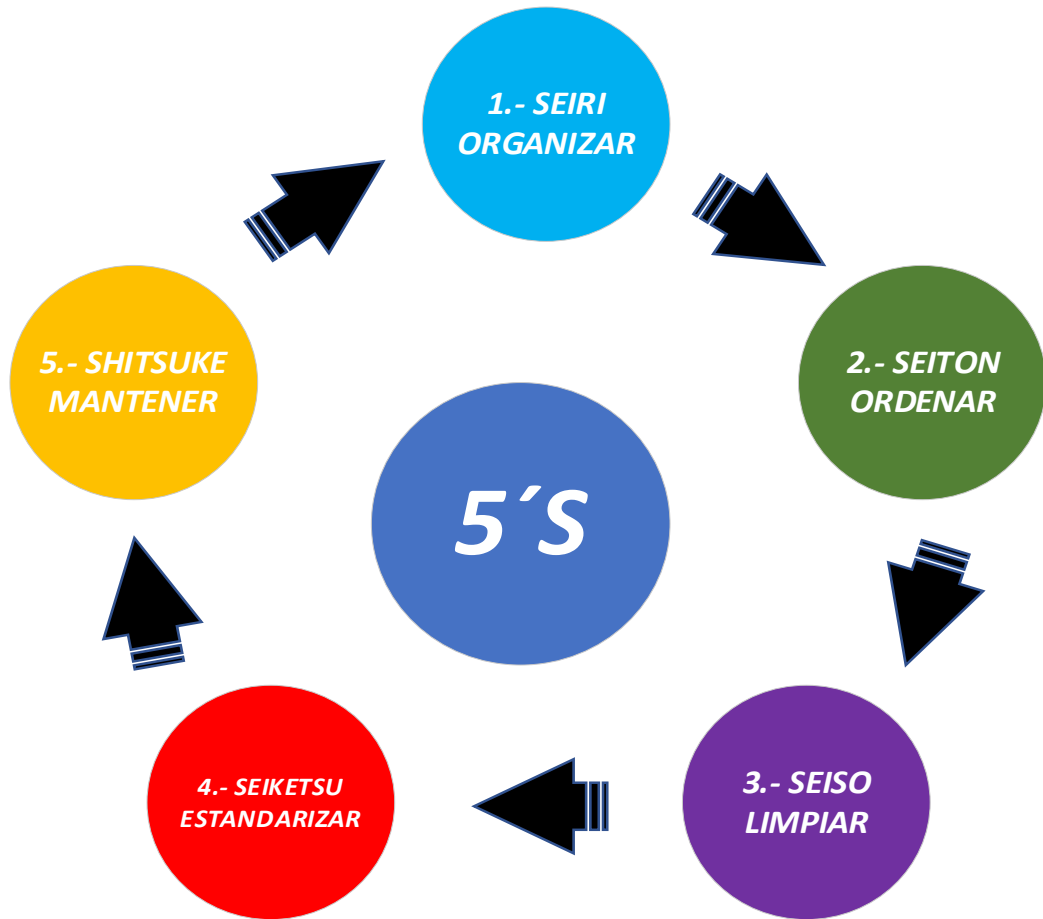 1.- SEIRI
ORGANIZAR
5.- SHITSUKE
MANTENER
2.- SEITON
ORDENAR
5´S
4.- SEIKETSU
ESTANDARIZAR
3.- SEISO
LIMPIAR